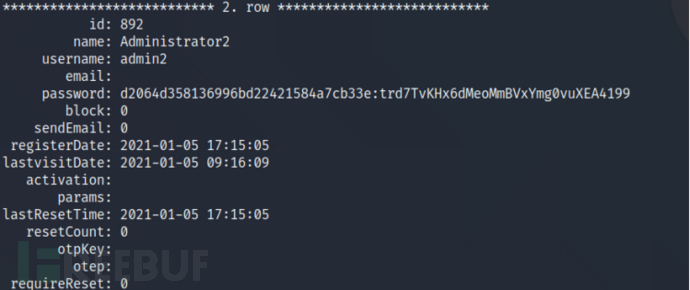 *************************** 2. row ***************************
id: 892
name: Administrator2
username: admin2
email:
password: d2064d358136996bd22421584a7cb33e:trd7TvKHx6dMeoMmBVxYmg0vuXEA4199
block: 0
sendEmail: 0
registerDate: 2021-01-05 17:15:05
lastvisitDate: 2021-01-05 09:16:09
activation:
params:
lastResetTime: 2021-01-05 17:15:05
resetCount: 0
otpKey:
otep:
requireReset: 0
FREEBUF